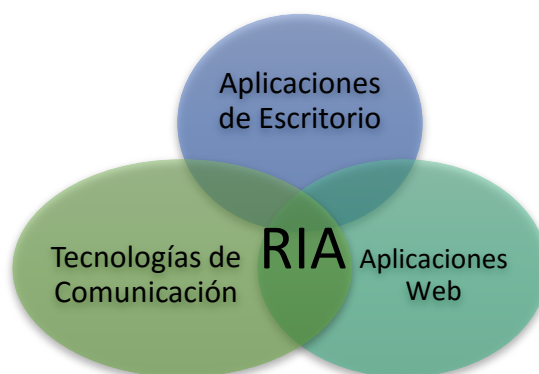 Aplicaciones
de Escritorio
Tecnologías de
Comunicación
RIA
Aplicaciones
Web